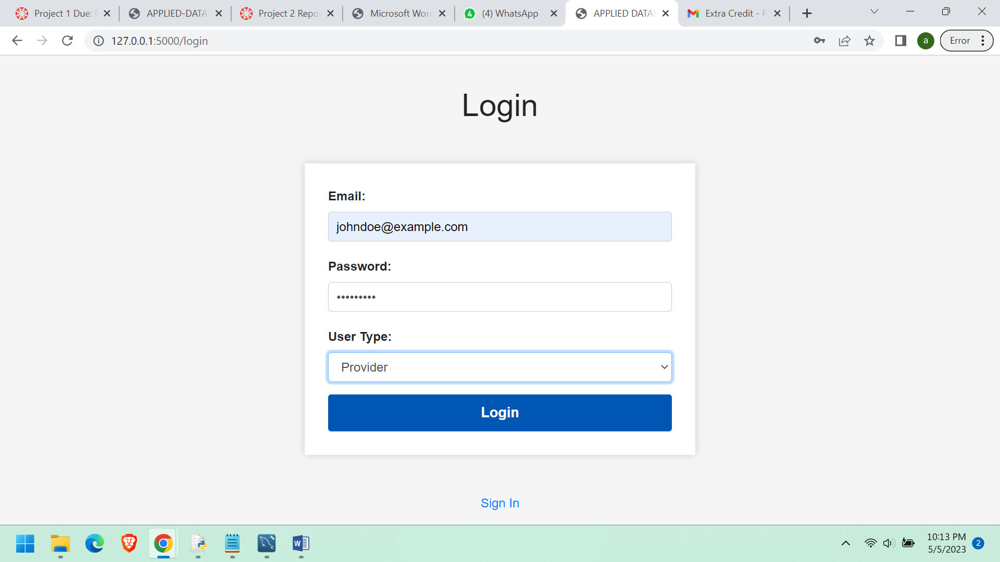 Project 1 Due:
APPLIED-DATA
Project 2 Repo
Microsoft Word
(4) WhatsApp
APPLIED DATA
Extra Credit - P
127.0.0.1:5000/login
a
Error
Login
Email:
johndoe@example.com
Password:
•••••••••
User Type:
Provider
Login
Sign In
10:13 PM
5/5/2023
2